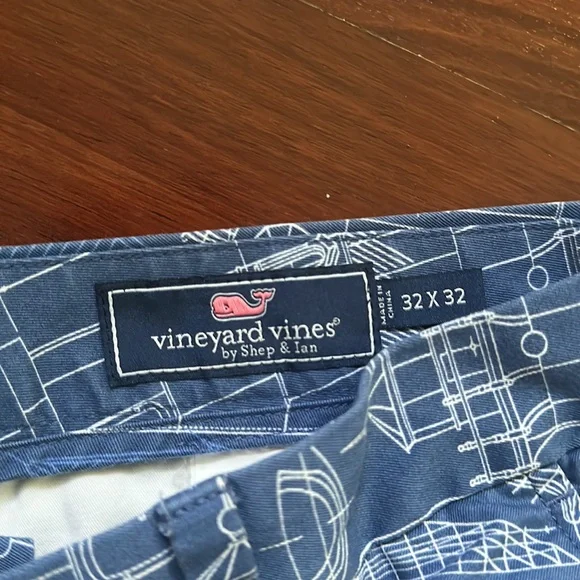 vineyard vines®
by Shep & Ian
MADE IN
CHINA
32 X 32